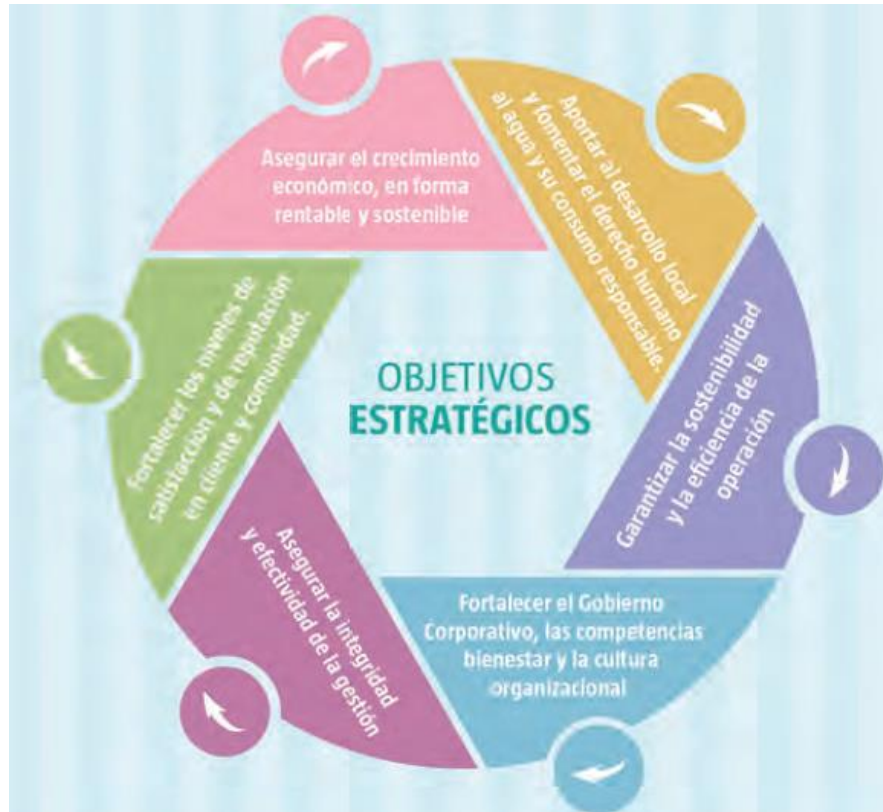 Asegurar el crecimiento
económico, en forma
rentable y sostenible
Aportar al desarrollo local
y fomentar el derecho humano
al agua y su consumo responsable.
Garantizar la sostenibilidad
y la eficiencia de la
operación
Fortalecer el Gobierno
Corporativo, las competencias
bienestar y la cultura
organizacional
Asegurar la integridad
y efectividad de la gestión
Fortalecer los niveles de
satisfacción y de reputación
en cliente y comunidad.
OBJETIVOS
ESTRATÉGICOS